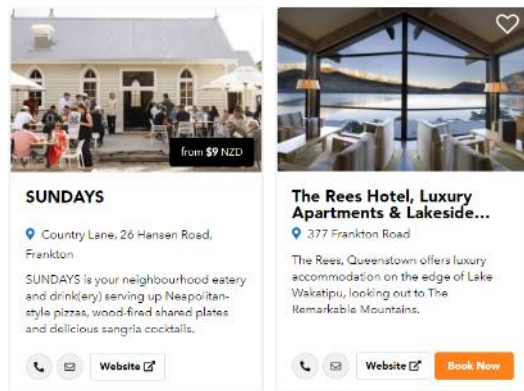 from $9 NZD
SUNDAYS
Country Lane, 26 Hansen Road,
Frankton
SUNDAYS is your neighbourhood eatery
and drink(ery) serving up Neapolitan-
style pizzas, wood-fired shared plates
and delicious sangria cocktails.
Website
The Rees Hotel, Luxury
Apartments & Lakeside...
377 Frankton Road
The Rees, Queenstown offers luxury
accommodation on the edge of Lake
Wakatipu, looking out to The
Remarkable Mountains.
Website
Book Now